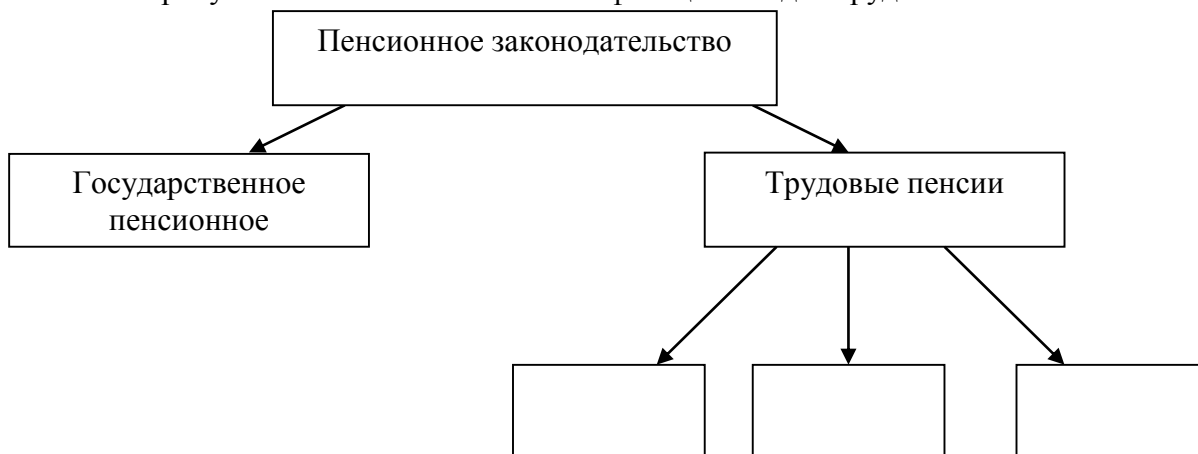 Пенсионное законодательство
Государственное
пенсионное
Трудовые пенсии